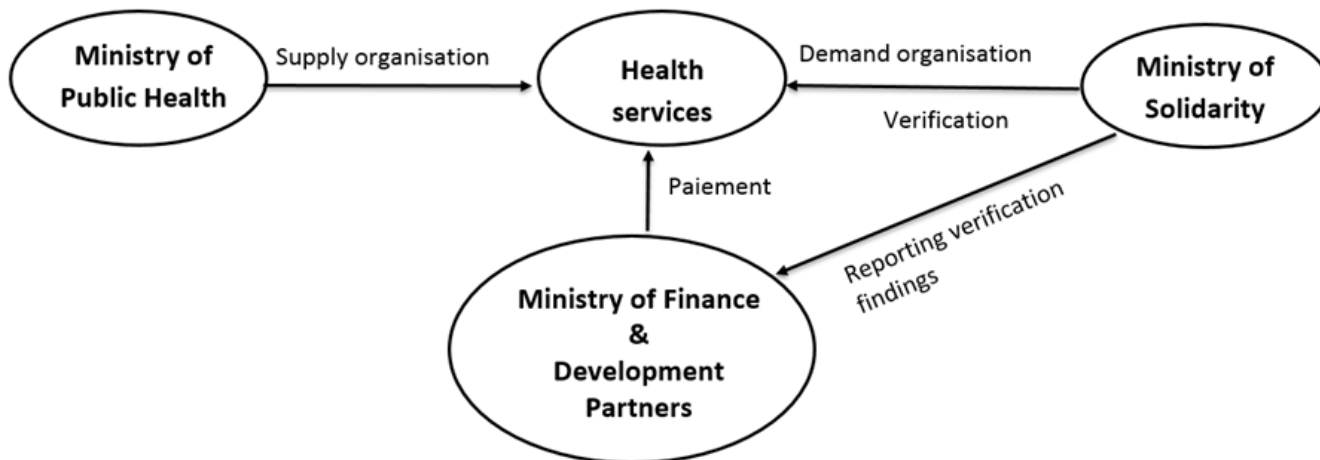 Ministry of
Public Health
Supply organisation
Health
services
Demand organisation
Verification
Ministry of
Solidarity
Paiement
Reporting verification
findings
Ministry of Finance
&
Development
Partners